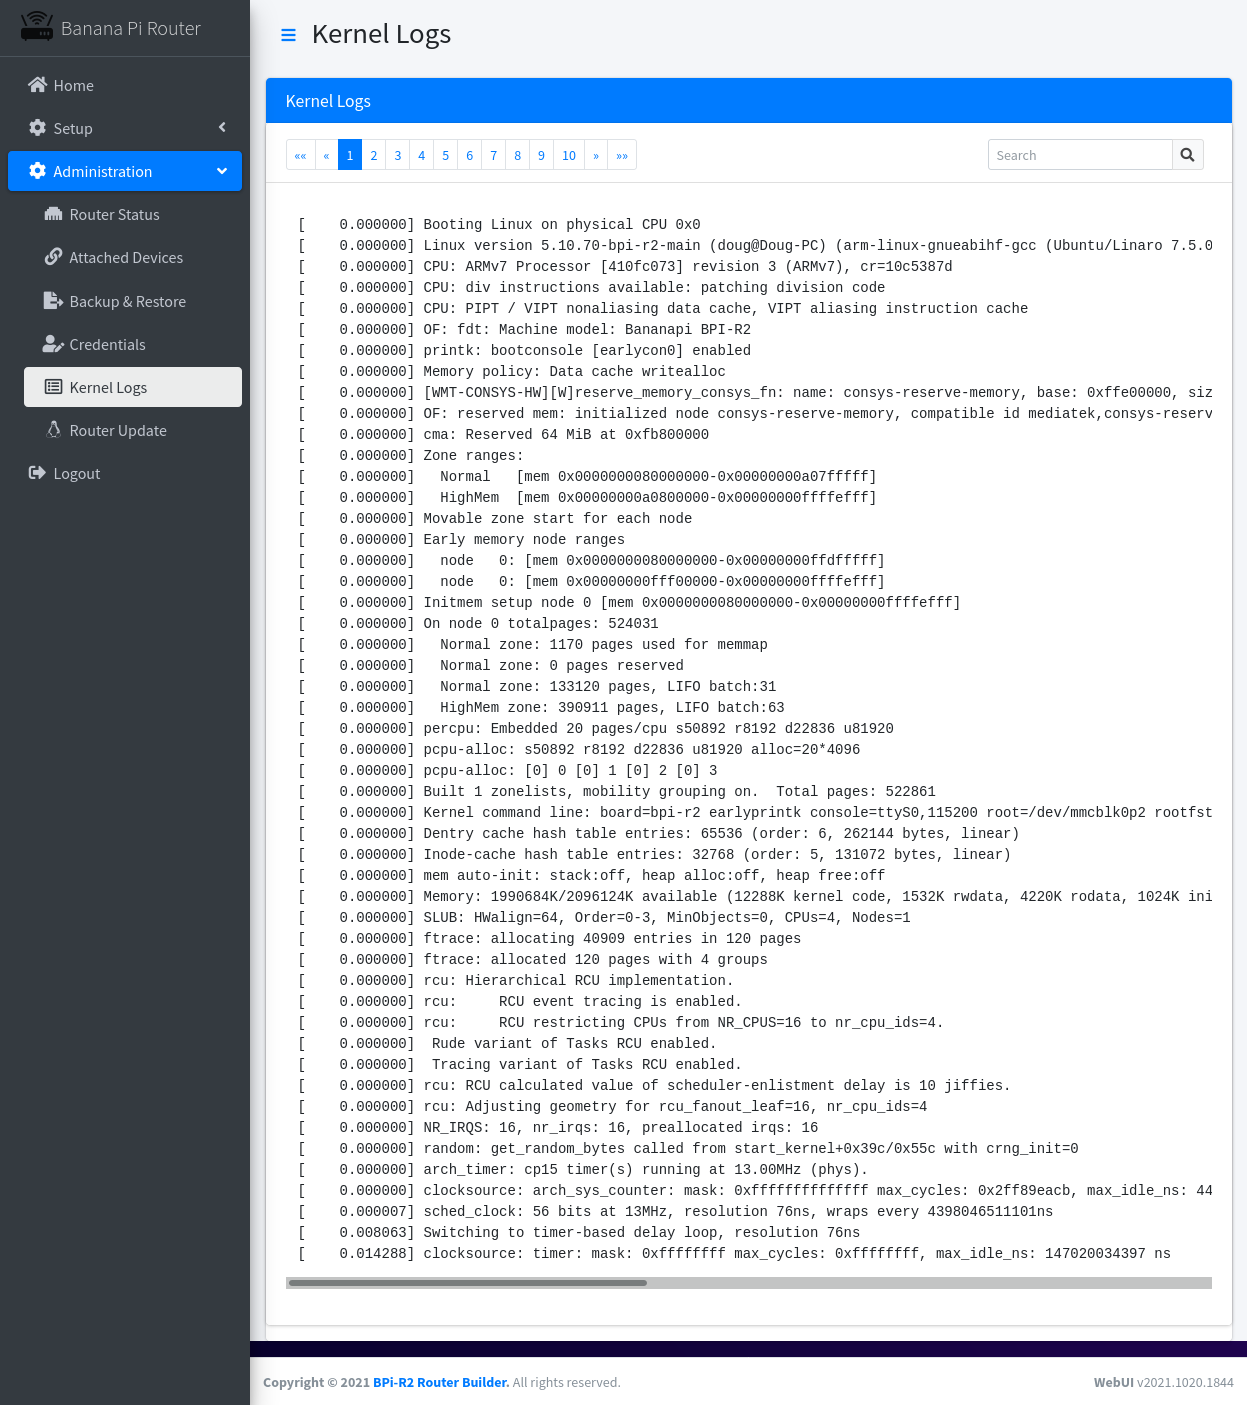 Banana Pi Router
Home
Setup
Administration
Router Status
Attached Devices
Backup & Restore
Credentials
Kernel Logs
Router Update
Logout
Kernel Logs
Kernel Logs
«« « 1 2 3 4 5 6 7 8 9 10 » »»
Search
[    0.000000] Booting Linux on physical CPU 0x0
[    0.000000] Linux version 5.10.70-bpi-r2-main (doug@Doug-PC) (arm-linux-gnueabihf-gcc (Ubuntu/Linaro 7.5.0
[    0.000000] CPU: ARMv7 Processor [410fc073] revision 3 (ARMv7), cr=10c5387d
[    0.000000] CPU: div instructions available: patching division code
[    0.000000] CPU: PIPT / VIPT nonaliasing data cache, VIPT aliasing instruction cache
[    0.000000] OF: fdt: Machine model: Bananapi BPI-R2
[    0.000000] printk: bootconsole [earlycon0] enabled
[    0.000000] Memory policy: Data cache writealloc
[    0.000000] [WMT-CONSYS-HW][W]reserve_memory_consys_fn: name: consys-reserve-memory, base: 0xffe00000, siz
[    0.000000] OF: reserved mem: initialized node consys-reserve-memory, compatible id mediatek,consys-reserv
[    0.000000] cma: Reserved 64 MiB at 0xfb800000
[    0.000000] Zone ranges:
[    0.000000]   Normal   [mem 0x0000000080000000-0x00000000a07fffff]
[    0.000000]   HighMem  [mem 0x00000000a0800000-0x00000000ffffefff]
[    0.000000] Movable zone start for each node
[    0.000000] Early memory node ranges
[    0.000000]   node   0: [mem 0x0000000080000000-0x00000000ffdfffff]
[    0.000000]   node   0: [mem 0x00000000fff00000-0x00000000ffffefff]
[    0.000000] Initmem setup node 0 [mem 0x0000000080000000-0x00000000ffffefff]
[    0.000000] On node 0 totalpages: 524031
[    0.000000]   Normal zone: 1170 pages used for memmap
[    0.000000]   Normal zone: 0 pages reserved
[    0.000000]   Normal zone: 133120 pages, LIFO batch:31
[    0.000000]   HighMem zone: 390911 pages, LIFO batch:63
[    0.000000] percpu: Embedded 20 pages/cpu s50892 r8192 d22836 u81920
[    0.000000] pcpu-alloc: s50892 r8192 d22836 u81920 alloc=20*4096
[    0.000000] pcpu-alloc: [0] 0 [0] 1 [0] 2 [0] 3
[    0.000000] Built 1 zonelists, mobility grouping on.  Total pages: 522861
[    0.000000] Kernel command line: board=bpi-r2 earlyprintk console=ttyS0,115200 root=/dev/mmcblk0p2 rootfst
[    0.000000] Dentry cache hash table entries: 65536 (order: 6, 262144 bytes, linear)
[    0.000000] Inode-cache hash table entries: 32768 (order: 5, 131072 bytes, linear)
[    0.000000] mem auto-init: stack:off, heap alloc:off, heap free:off
[    0.000000] Memory: 1990684K/2096124K available (12288K kernel code, 1532K rwdata, 4220K rodata, 1024K ini
[    0.000000] SLUB: HWalign=64, Order=0-3, MinObjects=0, CPUs=4, Nodes=1
[    0.000000] ftrace: allocating 40909 entries in 120 pages
[    0.000000] ftrace: allocated 120 pages with 4 groups
[    0.000000] rcu: Hierarchical RCU implementation.
[    0.000000] rcu:     RCU event tracing is enabled.
[    0.000000] rcu:     RCU restricting CPUs from NR_CPUS=16 to nr_cpu_ids=4.
[    0.000000]  Rude variant of Tasks RCU enabled.
[    0.000000]  Tracing variant of Tasks RCU enabled.
[    0.000000] rcu: RCU calculated value of scheduler-enlistment delay is 10 jiffies.
[    0.000000] rcu: Adjusting geometry for rcu_fanout_leaf=16, nr_cpu_ids=4
[    0.000000] NR_IRQS: 16, nr_irqs: 16, preallocated irqs: 16
[    0.000000] random: get_random_bytes called from start_kernel+0x39c/0x55c with crng_init=0
[    0.000000] arch_timer: cp15 timer(s) running at 13.00MHz (phys).
[    0.000000] clocksource: arch_sys_counter: mask: 0xffffffffffffff max_cycles: 0x2ff89eacb, max_idle_ns: 44
[    0.000007] sched_clock: 56 bits at 13MHz, resolution 76ns, wraps every 4398046511101ns
[    0.008063] Switching to timer-based delay loop, resolution 76ns
[    0.014288] clocksource: timer: mask: 0xffffffff max_cycles: 0xffffffff, max_idle_ns: 147020034397 ns
Copyright © 2021 BPi-R2 Router Builder. All rights reserved.
WebUI v2021.1020.1844